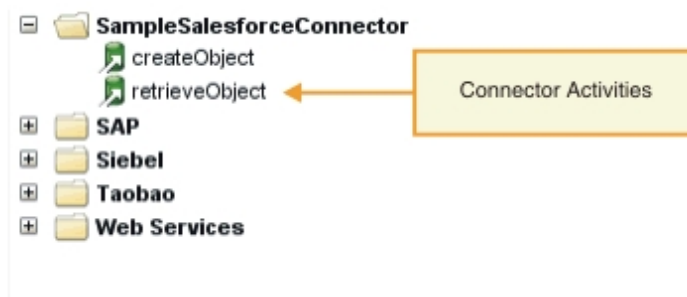 SampleSalesforceConnector
createObject
retrieveObject
Connector Activities
SAP
Siebel
Taobao
Web Services